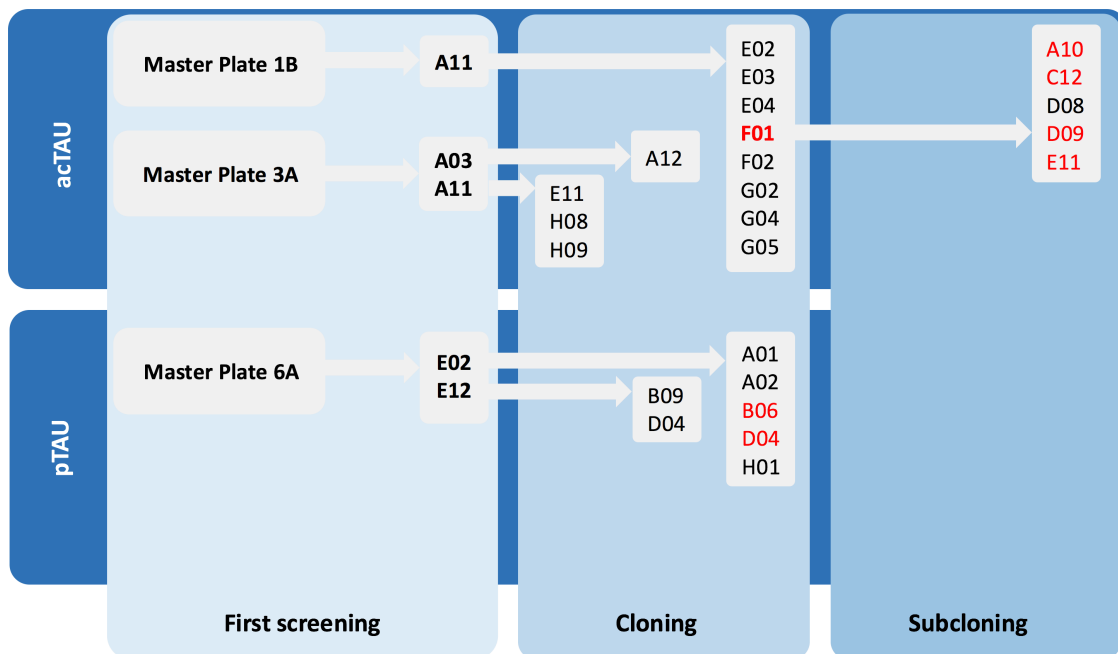 acTAU
Master Plate 1B
A11
E02
E03
E04
F01
F02
G02
G04
G05
A10
C12
D08
D09
E11
Master Plate 3A
A03
A11
A12
E11
H08
H09
pTAU
Master Plate 6A
E02
E12
B09
D04
A01
A02
B06
D04
H01
First screening
Cloning
Subcloning